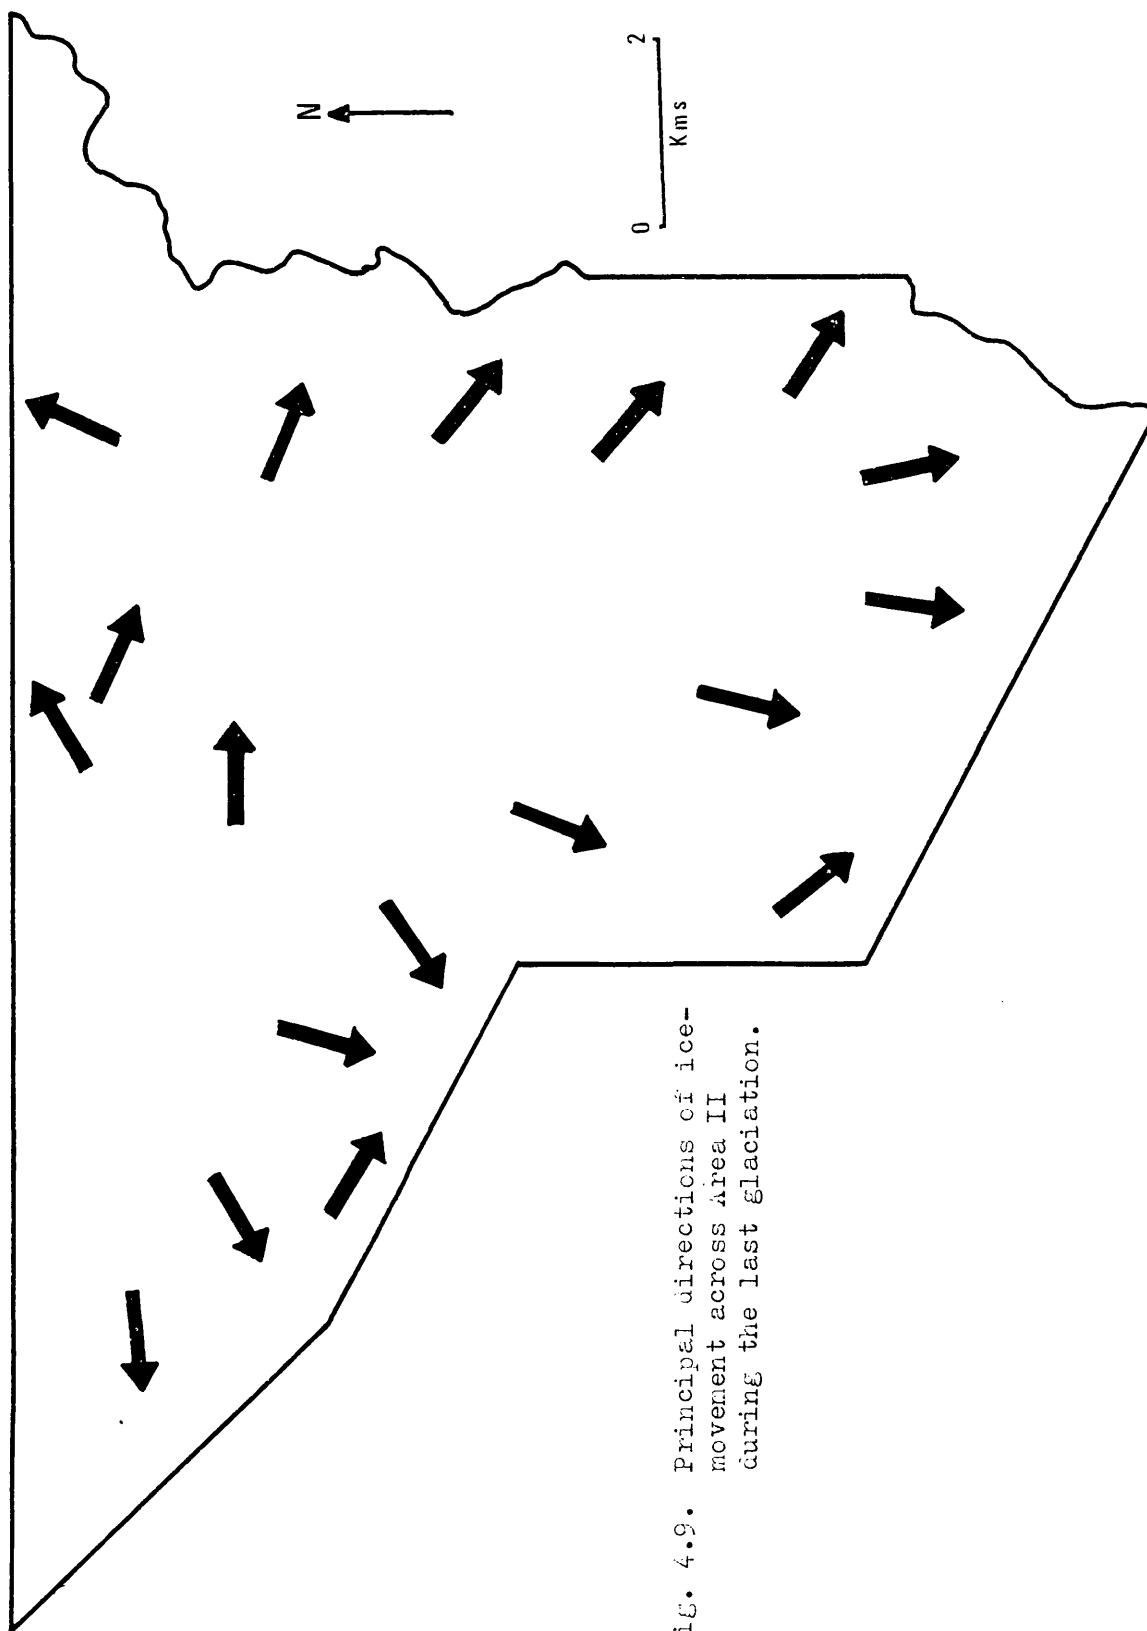 N
0 2
Kms
ig. 4.9. Principal directions of ice-
movement across Area II
during the last glaciation.